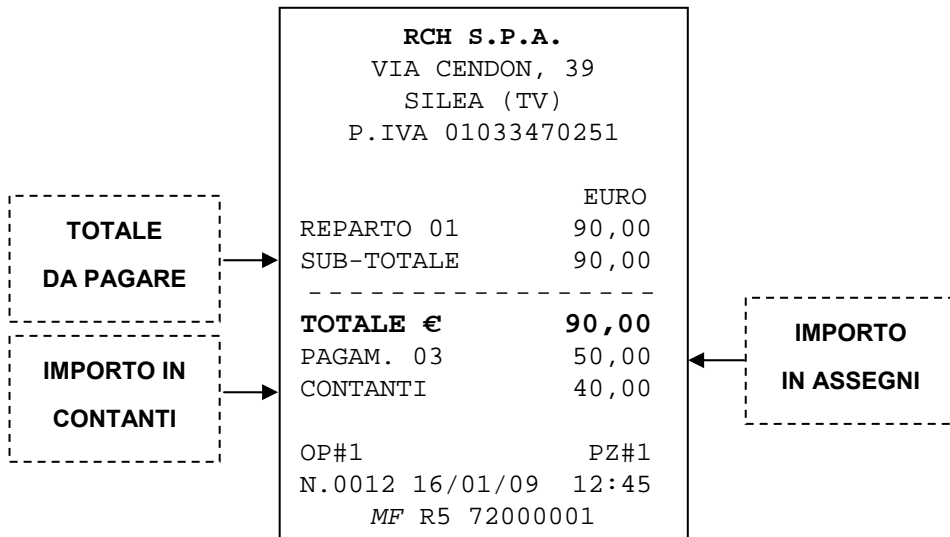 RCH S.P.A.
VIA CENDON, 39
SILEA (TV)
P.IVA 01033470251
EURO
REPARTO 01 90,00
SUB-TOTALE 90,00
- - - - - - - - - - - - - - - - -
TOTALE € 90,00
PAGAM. 03 50,00
CONTANTI 40,00
OP#1 PZ#1
N.0012 16/01/09 12:45
MF R5 72000001
TOTALE
DA PAGARE
IMPORTO IN
CONTANTI
IMPORTO
IN ASSEGNI